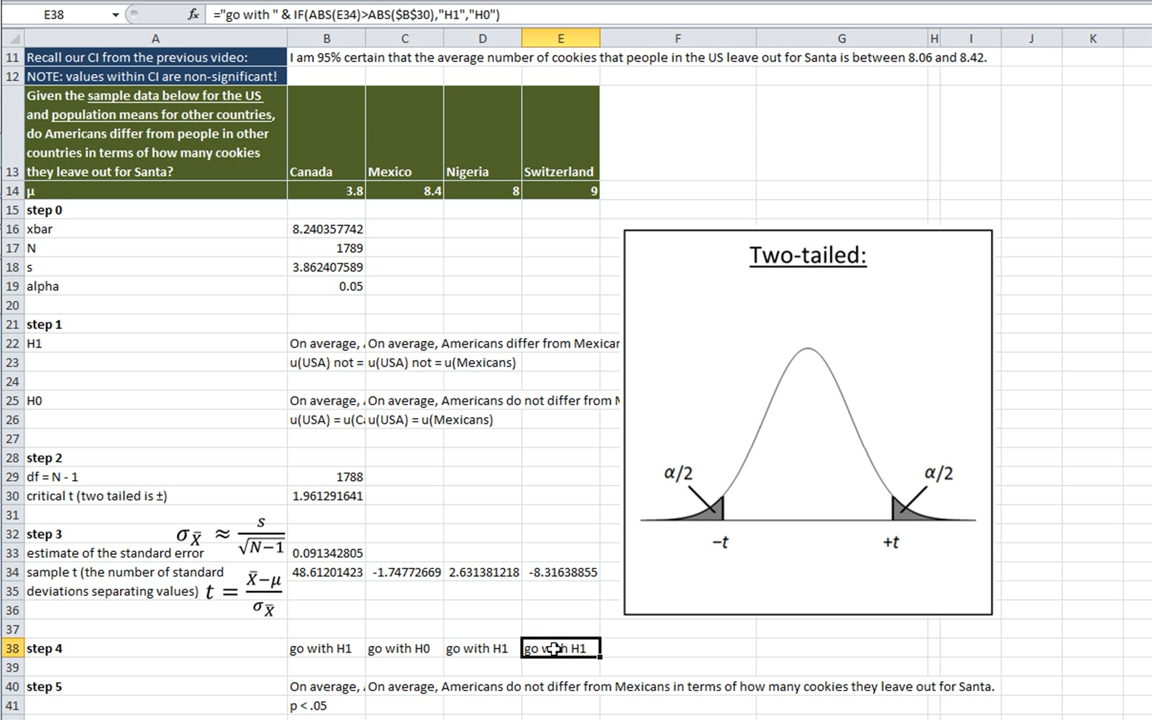 E38 fx ="go with " & IF(ABS(E34)>ABS($B$30),"H1","H0")
A B C D E F G H I J K
11 Recall our CI from the previous video: I am 95% certain that the average number of cookies that people in the US leave out for Santa is between 8.06 and 8.42.
12 NOTE: values within CI are non-significant!
Given the sample data below for the US
and population means for other countries,
do Americans differ from people in other
countries in terms of how many cookies
13 they leave out for Santa? Canada Mexico Nigeria Switzerland
14 μ 3.8 8.4 8 9
15 step 0
16 xbar 8.240357742
17 N 1789
18 s 3.862407589
19 alpha 0.05
20
21 step 1
22 H1 On average, On average, Americans differ from Mexican
23 u(USA) not = u(USA) not = u(Mexicans)
24
25 H0 On average, On average, Americans do not differ from M
26 u(USA) = u(Ca u(USA) = u(Mexicans)
27
28 step 2
29 df = N - 1 1788
30 critical t (two tailed is ±) 1.961291641
31
32 step 3 σX̄ ≈ s/√N−1
33 estimate of the standard error 0.091342805
34 sample t (the number of standard 48.61201423 -1.74772669 2.631381218 -8.31638855
35 deviations separating values) t = X̄−μ/σX̄
36
37
38 step 4 go with H1 go with H0 go with H1 go with H1
39
40 step 5 On average, On average, Americans do not differ from Mexicans in terms of how many cookies they leave out for Santa.
41 p < .05
Two-tailed:
α/2 α/2
−t +t